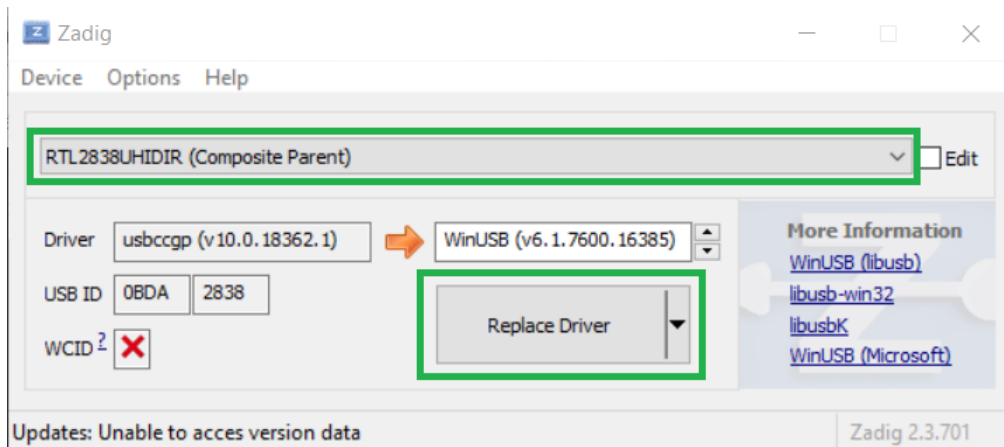 Zadig
Device Options Help
RTL2838UHIDIR (Composite Parent) Edit
Driver usbccgp (v10.0.18362.1) WinUSB (v6.1.7600.16385)
USB ID 0BDA 2838
WCID ?
Replace Driver
More Information
WinUSB (libusb)
libusb-win32
libusbK
WinUSB (Microsoft)
Updates: Unable to acces version data Zadig 2.3.701